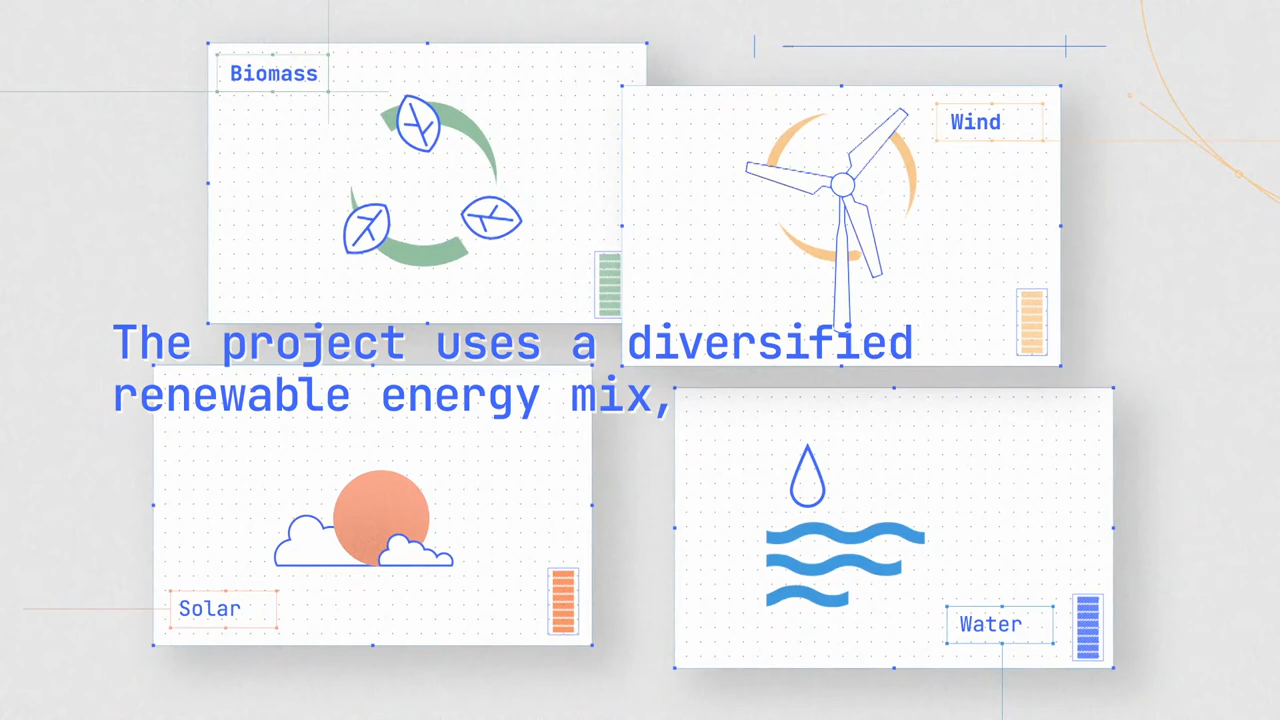 Biomass
Wind
The project uses a diversified
renewable energy mix,
Solar
Water